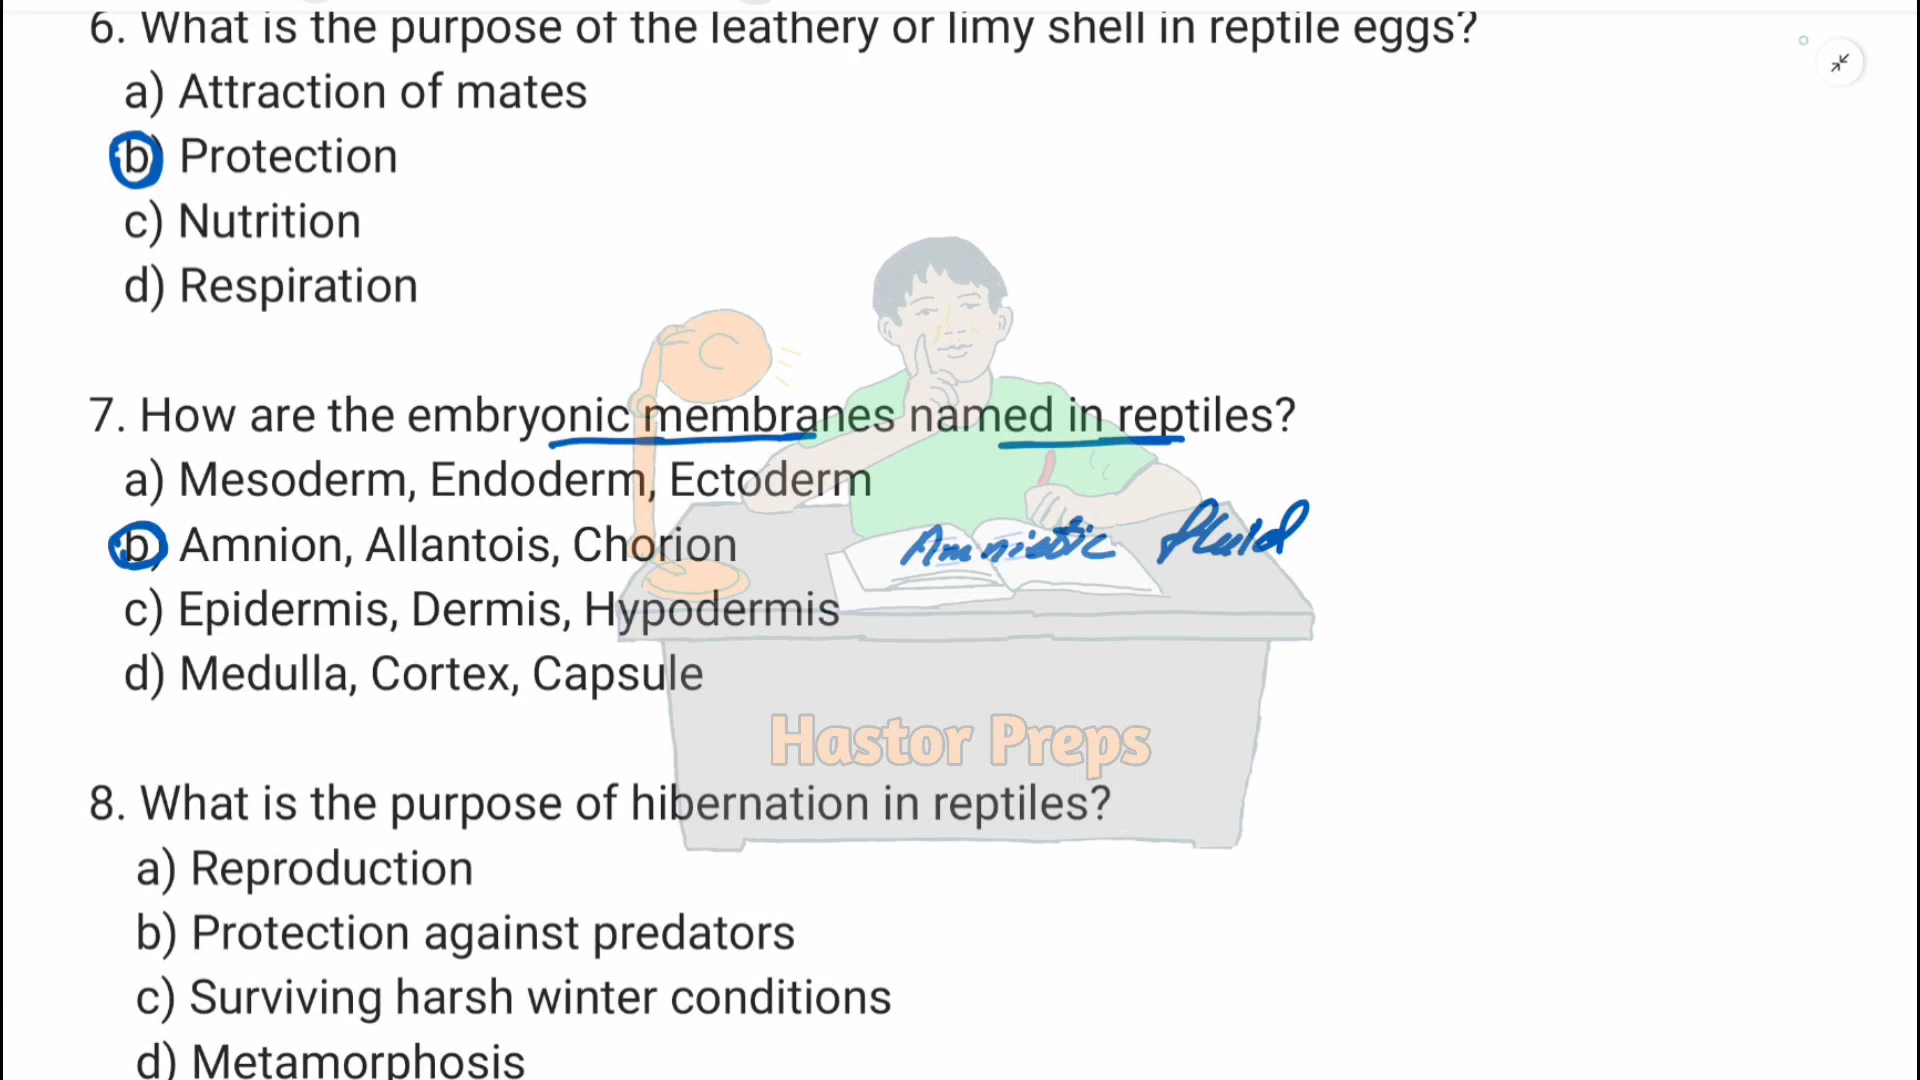 6. What is the purpose of the leathery or limy shell in reptile eggs?
a) Attraction of mates
b) Protection
c) Nutrition
d) Respiration
7. How are the embryonic membranes named in reptiles?
a) Mesoderm, Endoderm, Ectoderm
b) Amnion, Allantois, Chorion Amniotic fluid
c) Epidermis, Dermis, Hypodermis
d) Medulla, Cortex, Capsule
Hastor Preps
8. What is the purpose of hibernation in reptiles?
a) Reproduction
b) Protection against predators
c) Surviving harsh winter conditions
d) Metamorphosis